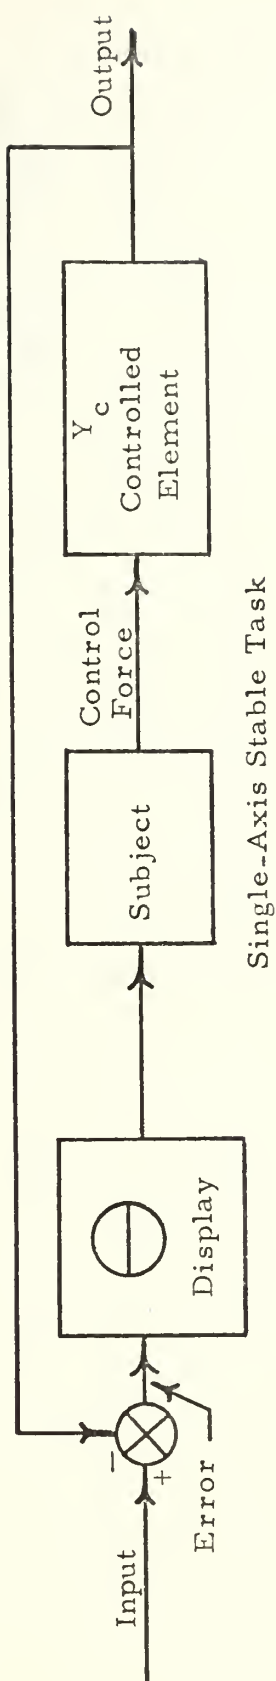 Input
+
-
Error
Display
Subject
Control
Force
Y
c
Controlled
Element
Output
Single-Axis Stable Task